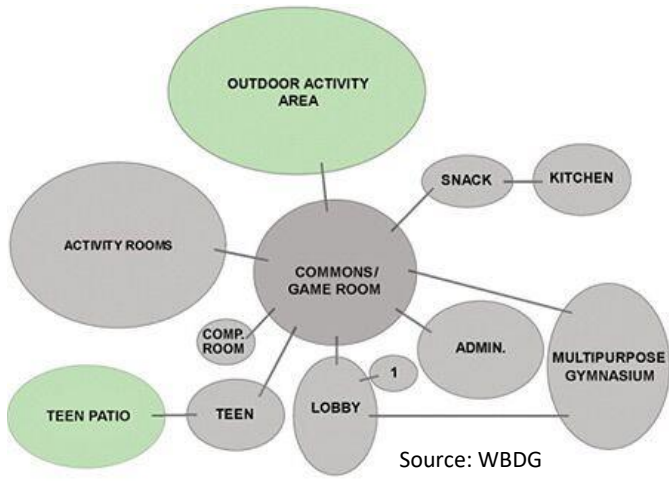 OUTDOOR ACTIVITY
AREA
SNACK
KITCHEN
ACTIVITY ROOMS
COMMONS/
GAME ROOM
COMP.
ROOM
ADMIN.
MULTIPURPOSE
GYMNASIUM
1
TEEN PATIO
TEEN
LOBBY
Source: WBDG